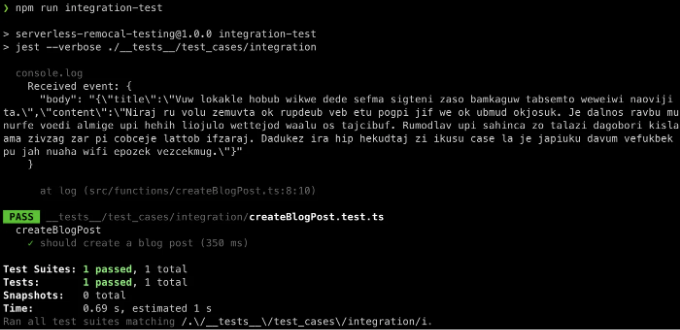 ❯ npm run integration-test
> serverless-remocal-testing@1.0.0 integration-test
> jest --verbose ./__tests__/test_cases/integration
console.log
Received event: {
"body": "{\"title\":\"Vuw lokakle hobub wikwe dede sefma sigteni zaso bamkaguw tabsemto weweiwi naoviji
ta.\",\"content\":\"Niraj ru volu zemuvta ok rupdeub veb etu pogpi jif we ok ubmud okjosuk. Je dalnos ravbu mu
nurfe voedi almige upi hehih liojulo wettejod waalu os tajcibuf. Rumodlav upi sahinca zo talazi dagobori kisla
ama zivzag zar pi cobceje lattob ifzaraj. Dadukez ira hip hekudtaj zi ikusu case la je japiuku davum vefukbek
pu jah nuaha wifi epozek vezcekmug.\"}"
}
at log (src/functions/createBlogPost.ts:8:10)
PASS __tests__/test_cases/integration/createBlogPost.test.ts
createBlogPost
✓ should create a blog post (350 ms)
Test Suites: 1 passed, 1 total
Tests: 1 passed, 1 total
Snapshots: 0 total
Time: 0.69 s, estimated 1 s
Ran all test suites matching /.\/__tests__\/test_cases\/integration/i.